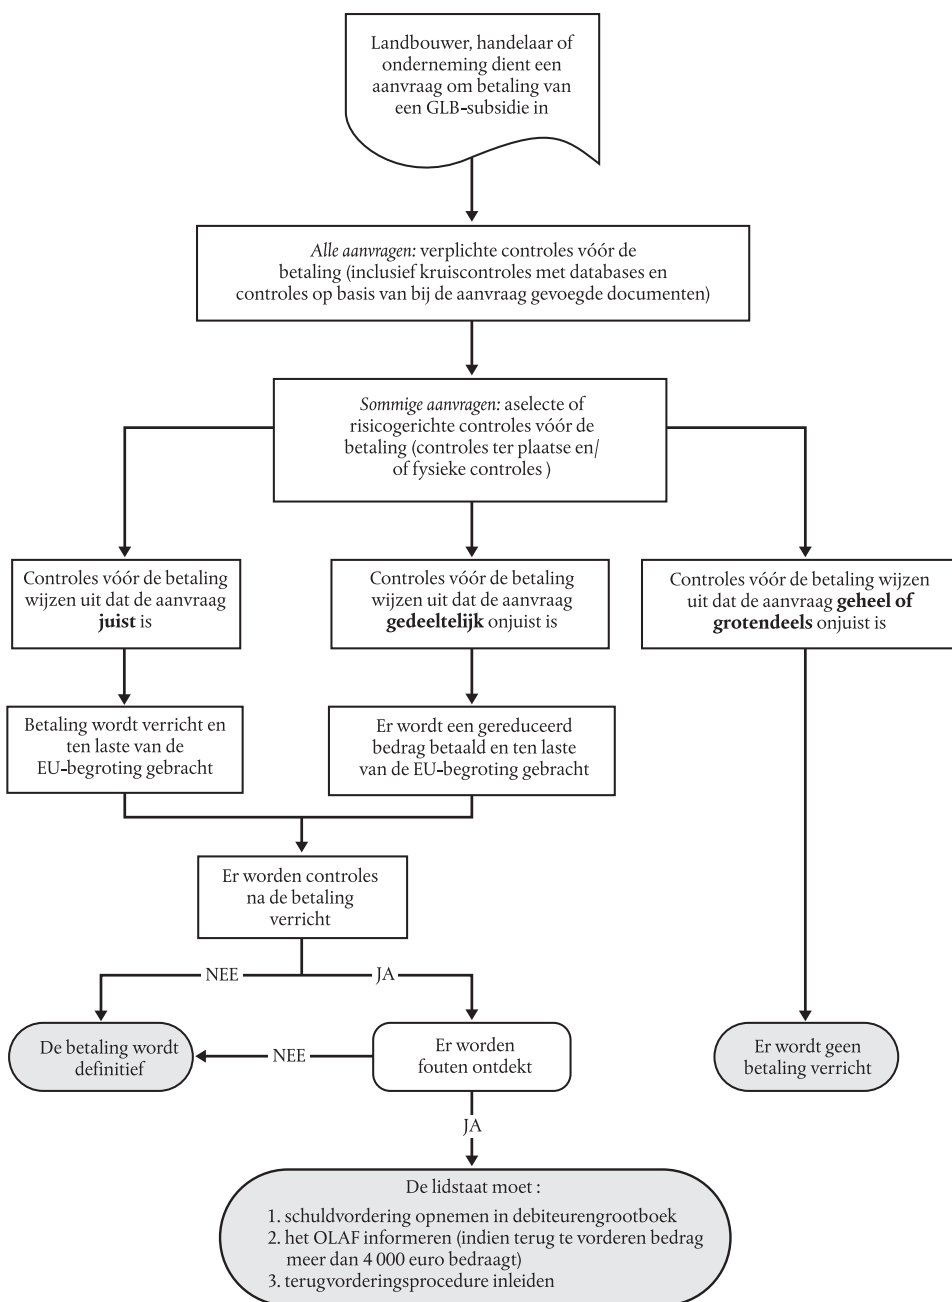 Landbouwer, handelaar of
onderneming dient een
aanvraag om betaling van
een GLB-subsidie in
Alle aanvragen: verplichte controles vóór de
betaling (inclusief kruiscontroles met databases en
controles op basis van bij de aanvraag gevoegde documenten)
Sommige aanvragen: aselecte of
risicogerichte controles vóór de
betaling (controles ter plaatse en/
of fysieke controles )
Controles vóór de betaling
wijzen uit dat de aanvraag
juist is
Controles vóór de betaling
wijzen uit dat de aanvraag
gedeeltelijk onjuist is
Controles vóór de betaling wijzen
uit dat de aanvraag geheel of
grotendeels onjuist is
Betaling wordt verricht en
ten laste van de
EU-begroting gebracht
Er wordt een gereduceerd
bedrag betaald en ten laste
van de EU-begroting gebracht
Er worden controles
na de betaling
verricht
NEE
JA
De betaling wordt
definitief
NEE
Er worden
fouten ontdekt
Er wordt geen
betaling verricht
JA
De lidstaat moet :
1. schuldvordering opnemen in debiteurengrootboek
2. het OLAF informeren (indien terug te vorderen bedrag
meer dan 4 000 euro bedraagt)
3. terugvorderingsprocedure inleiden